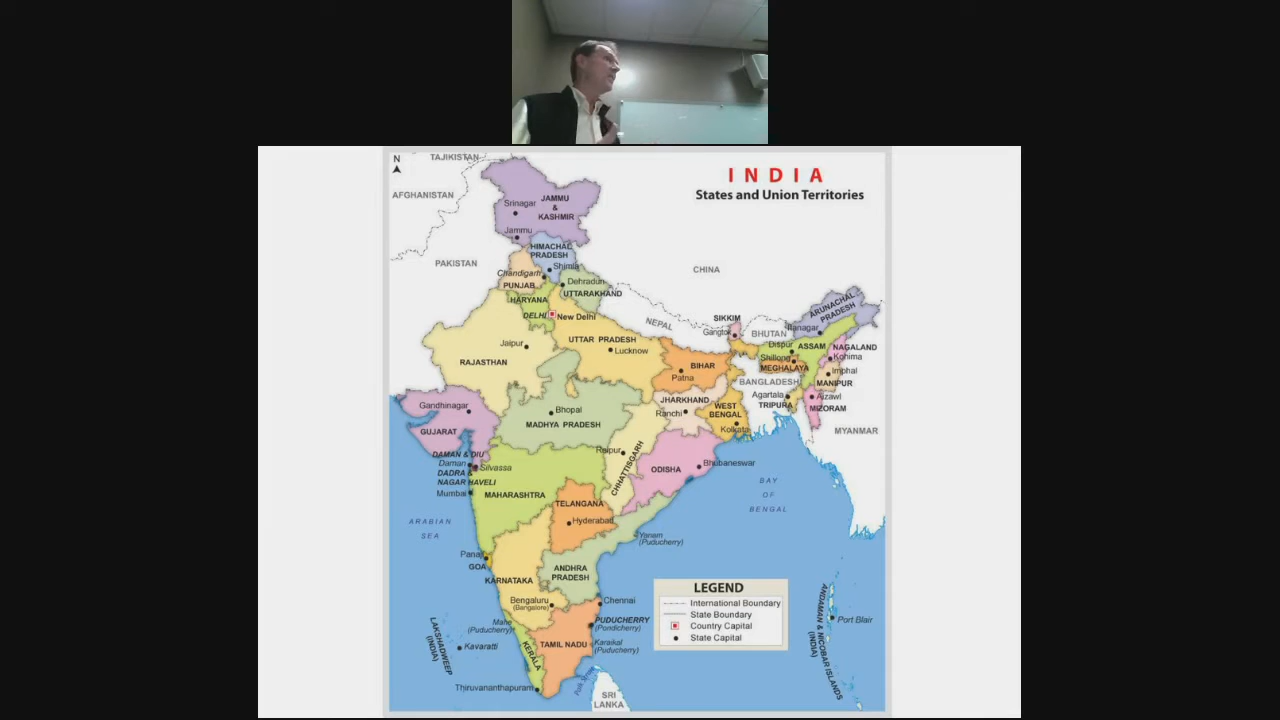 N
TAJIKISTAN
INDIA
States and Union Territories
AFGHANISTAN
JAMMU
&
KASHMIR
Srinagar
Jammu
PAKISTAN
HIMACHAL
PRADESH
Shimla
CHINA
Chandigarh
PUNJAB
Dehradun
UTTARAKHAND
HARYANA
DELHI
New Delhi
NEPAL
SIKKIM
Gangtok
BHUTAN
ARUNACHAL
PRADESH
Itanagar
Jaipur
RAJASTHAN
UTTAR PRADESH
Lucknow
BIHAR
Patna
Dispur
ASSAM
NAGALAND
Kohima
Shillong
MEGHALAYA
Imphal
MANIPUR
BANGLADESH
Agartala
TRIPURA
Aizawl
MIZORAM
MYANMAR
Gandhinagar
GUJARAT
Bhopal
MADHYA PRADESH
JHARKHAND
Ranchi
WEST
BENGAL
Kolkata
DAMAN & DIU
Daman
Silvassa
DADRA &
NAGAR HAVELI
Mumbai
MAHARASHTRA
Raipur
CHHATTISGARH
ODISHA
Bhubaneswar
BAY
OF
BENGAL
ARABIAN
SEA
TELANGANA
Hyderabad
Yanam
(Puducherry)
Panaji
GOA
KARNATAKA
ANDHRA
PRADESH
Bengaluru
(Bangalore)
Chennai
Mahe
(Puducherry)
PUDUCHERRY
(Pondicherry)
Karaikal
(Puducherry)
TAMIL NADU
KERALA
LAKSHADWEEP
(INDIA)
Kavaratti
Thiruvananthapuram
Palk Strait
SRI
LANKA
LEGEND
International Boundary
State Boundary
Country Capital
State Capital
ANDAMAN & NICOBAR ISLANDS
(INDIA)
Port Blair